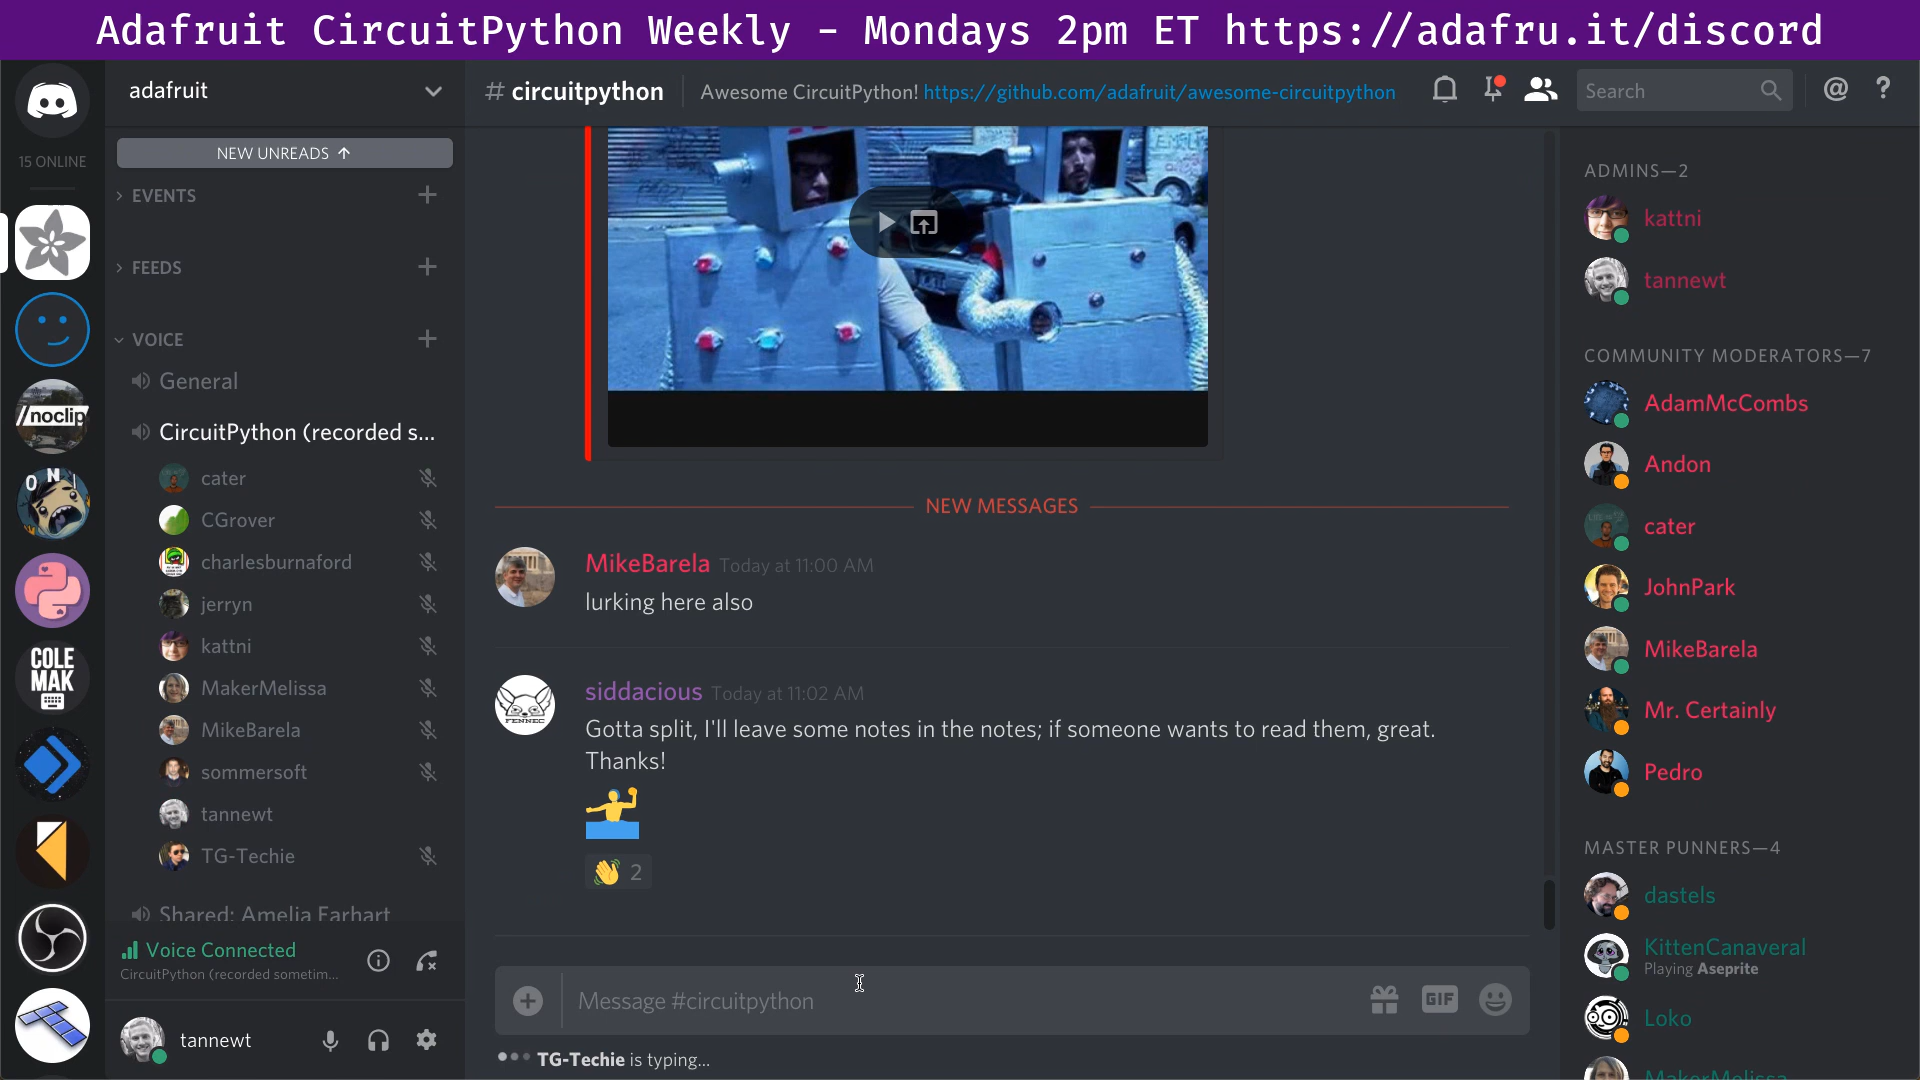 Adafruit CircuitPython Weekly – Mondays 2pm ET https://adafru.it/discord
adafruit
# circuitpython
Awesome CircuitPython! https://github.com/adafruit/awesome-circuitpython
Search
@
?
15 ONLINE
NEW UNREADS ↑
EVENTS
FEEDS
VOICE
General
CircuitPython (recorded s...
cater
CGrover
charlesburnaford
jerryn
kattni
MakerMelissa
MikeBarela
sommersoft
tannewt
TG-Techie
Shared: Amelia Earhart
Voice Connected
CircuitPython (recorded sometim...
tannewt
//noclip
O N I
COLE
MAK
NEW MESSAGES
MikeBarela Today at 11:00 AM
lurking here also
siddacious Today at 11:02 AM
FENNEC
Gotta split, I'll leave some notes in the notes; if someone wants to read them, great.
Thanks!
2
Message #circuitpython
GIF
TG-Techie is typing...
ADMINS—2
kattni
tannewt
COMMUNITY MODERATORS—7
AdamMcCombs
Andon
cater
JohnPark
MikeBarela
Mr. Certainly
Pedro
MASTER PUNNERS—4
dastels
KittenCanaveral
Playing Aseprite
Loko
MakerMelissa